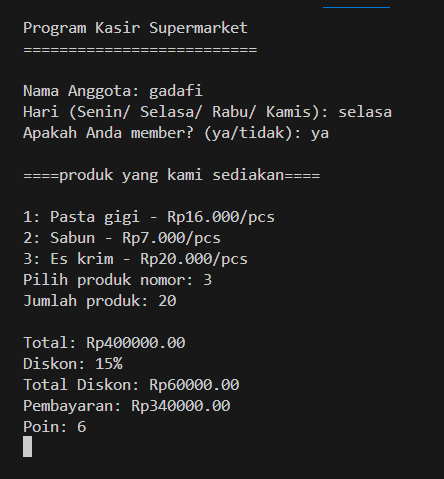 Program Kasir Supermarket
==========================
Nama Anggota: gadafi
Hari (Senin/ Selasa/ Rabu/ Kamis): selasa
Apakah Anda member? (ya/tidak): ya
====produk yang kami sediakan====
1: Pasta gigi - Rp16.000/pcs
2: Sabun - Rp7.000/pcs
3: Es krim - Rp20.000/pcs
Pilih produk nomor: 3
Jumlah produk: 20
Total: Rp400000.00
Diskon: 15%
Total Diskon: Rp60000.00
Pembayaran: Rp340000.00
Poin: 6